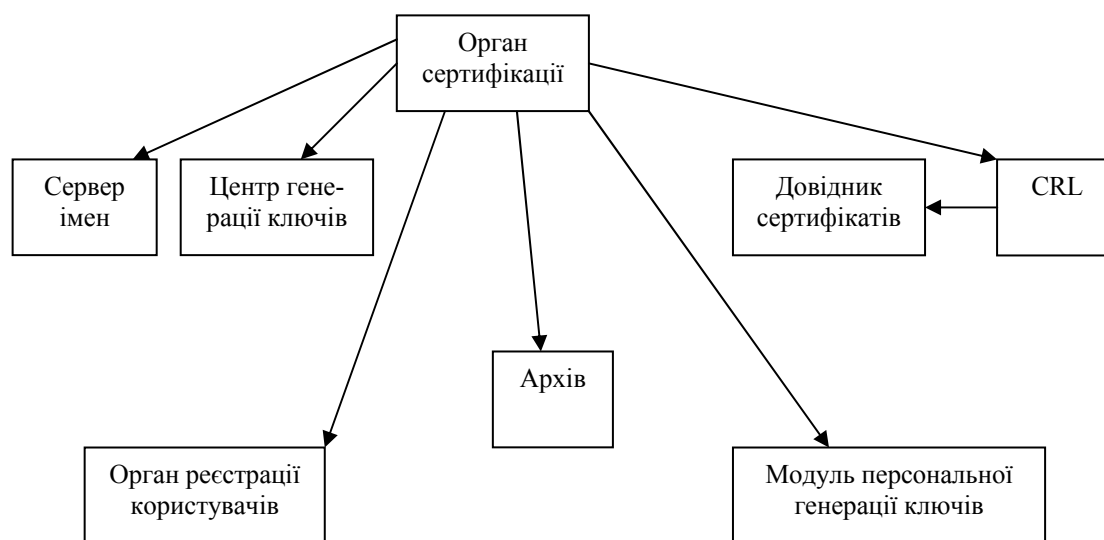 Орган
сертифікації
Сервер
імен
Центр гене-
рації ключів
Довідник
сертифікатів
CRL
Архів
Орган реєстрації
користувачів
Модуль персональної
генерації ключів